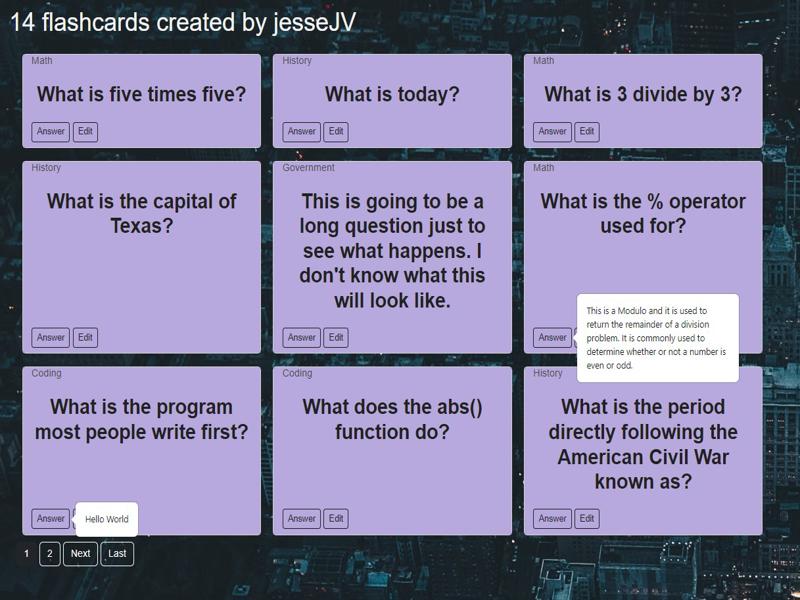 14 flashcards created by jesseJV
Math
What is five times five?
Answer Edit
History
What is today?
Answer Edit
Math
What is 3 divide by 3?
Answer Edit
History
What is the capital of
Texas?
Answer Edit
Government
This is going to be a
long question just to
see what happens. I
don't know what this
will look like.
Answer Edit
Math
What is the % operator
used for?
Answer
This is a Modulo and it is used to
return the remainder of a division
problem. It is commonly used to
determine whether or not a number is
even or odd.
Coding
What is the program
most people write first?
Answer
Hello World
Coding
What does the abs()
function do?
Answer Edit
History
What is the period
directly following the
American Civil War
known as?
Answer Edit
1 2 Next Last